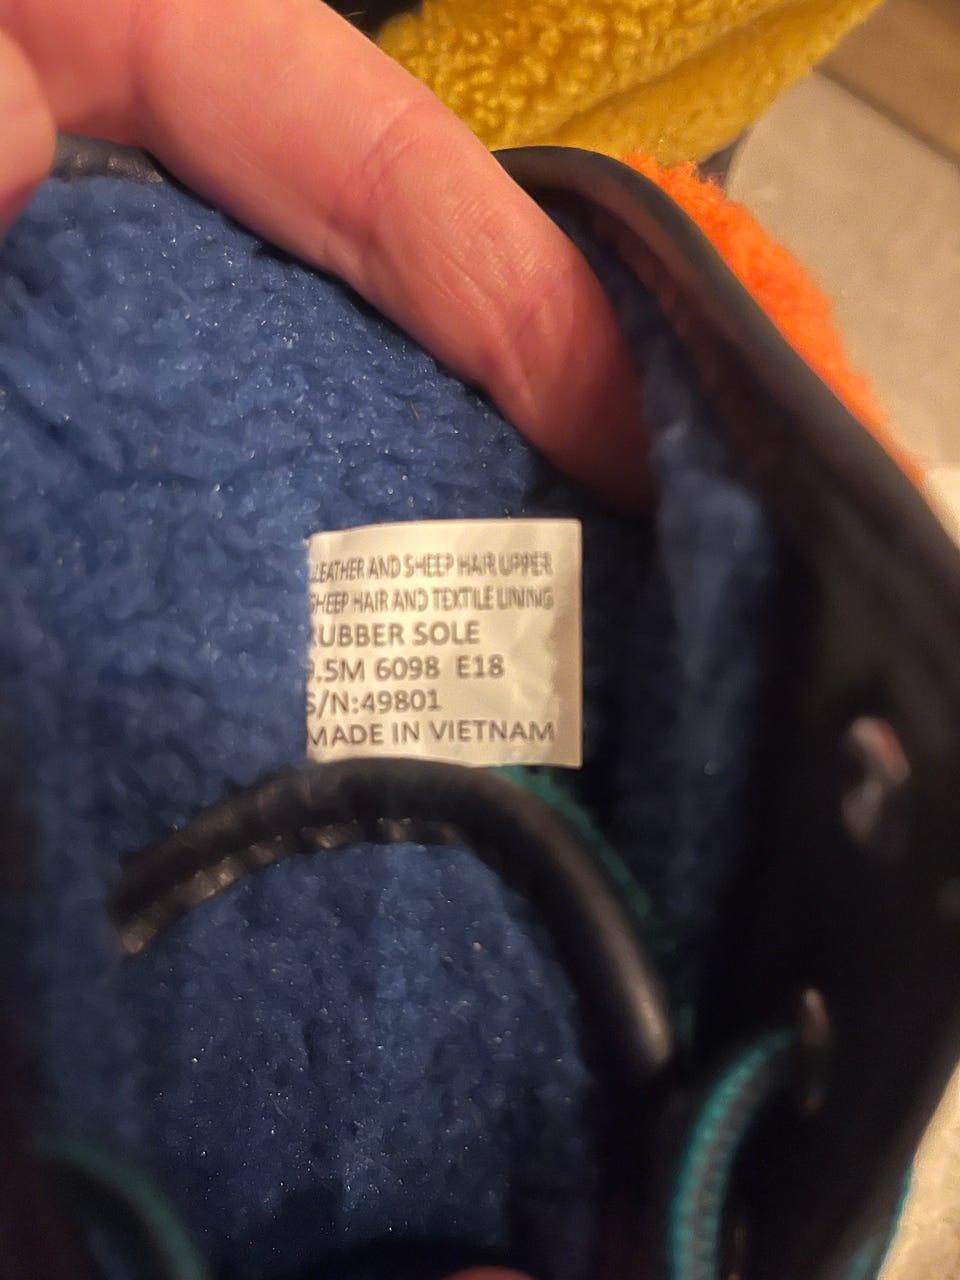 LEATHER AND SHEEP HAIR UPPER
SHEEP HAIR AND TEXTILE LINING
RUBBER SOLE
9.5M 6098 E18
S/N:49801
MADE IN VIETNAM